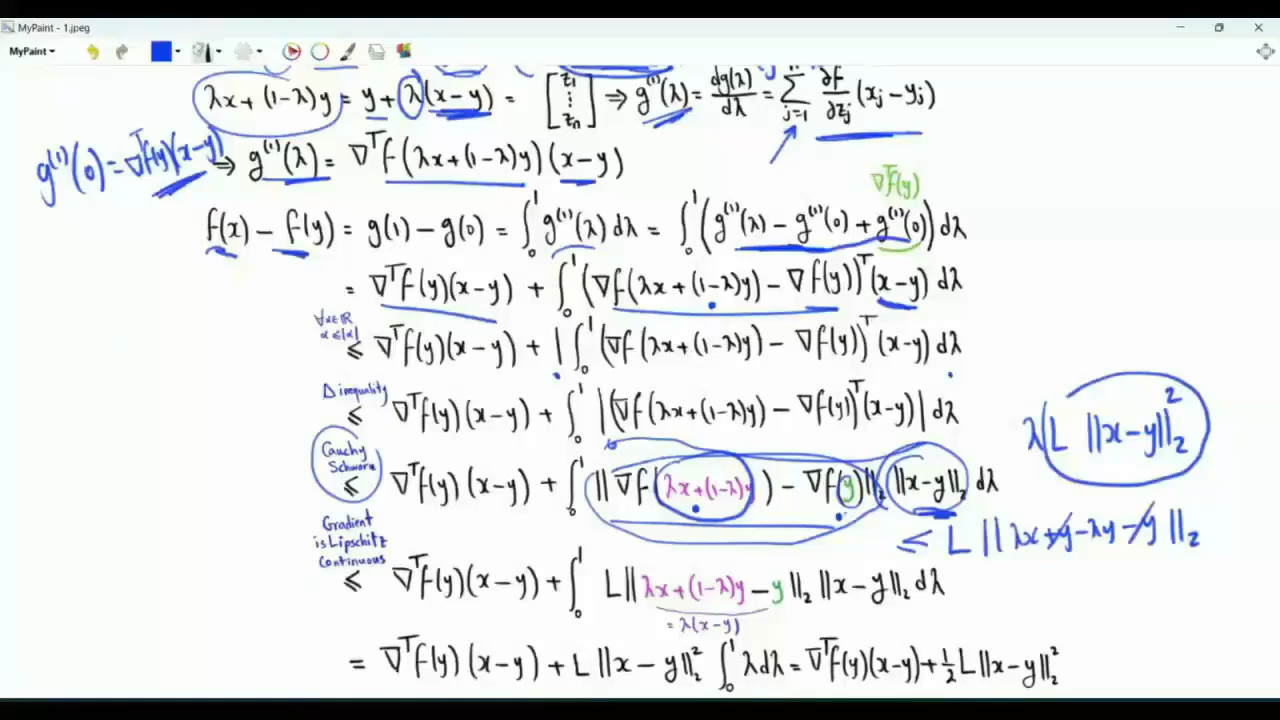 MyPaint - 1.jpeg
MyPaint
λx + (1-λ)y = y + λ(x-y) = [z₁ ⋮ zₙ] ⇒ g⁽¹⁾(λ) = dg(λ)/dλ = Σⁿⱼ₌₁ ∂f/∂zⱼ (xⱼ - yⱼ)
g⁽¹⁾(0) = ∇ᵀf(y)(x-y)
⇒ g⁽¹⁾(λ) = ∇ᵀf(λx+(1-λ)y)(x-y)
∇ᵀf(y)
f(x) - f(y) = g(1) - g(0) = ∫₀¹ g⁽¹⁾(λ) dλ = ∫₀¹ (g⁽¹⁾(λ) - g⁽¹⁾(0) + g⁽¹⁾(0)) dλ
= ∇ᵀf(y)(x-y) + ∫₀¹ (∇f(λx+(1-λ)y) - ∇f(y))ᵀ(x-y) dλ
∀α∈ℝ
α≤|α|
≤ ∇ᵀf(y)(x-y) + |∫₀¹ (∇f(λx+(1-λ)y) - ∇f(y))ᵀ(x-y) dλ
Δ inequality
≤ ∇ᵀf(y)(x-y) + ∫₀¹ |(∇f(λx+(1-λ)y) - ∇f(y))ᵀ(x-y)| dλ
λ(L ||x-y||₂²
Cauchy
Schwarz
≤ ∇ᵀf(y)(x-y) + ∫₀¹ ||∇f(λx+(1-λ)y) - ∇f(y)||₂ ||x-y||₂ dλ
≤ L ||λx+y-λy-y||₂
Gradient
is Lipschitz
Continuous
≤ ∇ᵀf(y)(x-y) + ∫₀¹ L||λx+(1-λ)y - y||₂ ||x-y||₂ dλ
= λ(x-y)
= ∇ᵀf(y)(x-y) + L ||x-y||₂² ∫₀¹ λdλ = ∇ᵀf(y)(x-y) + ½ L||x-y||₂²